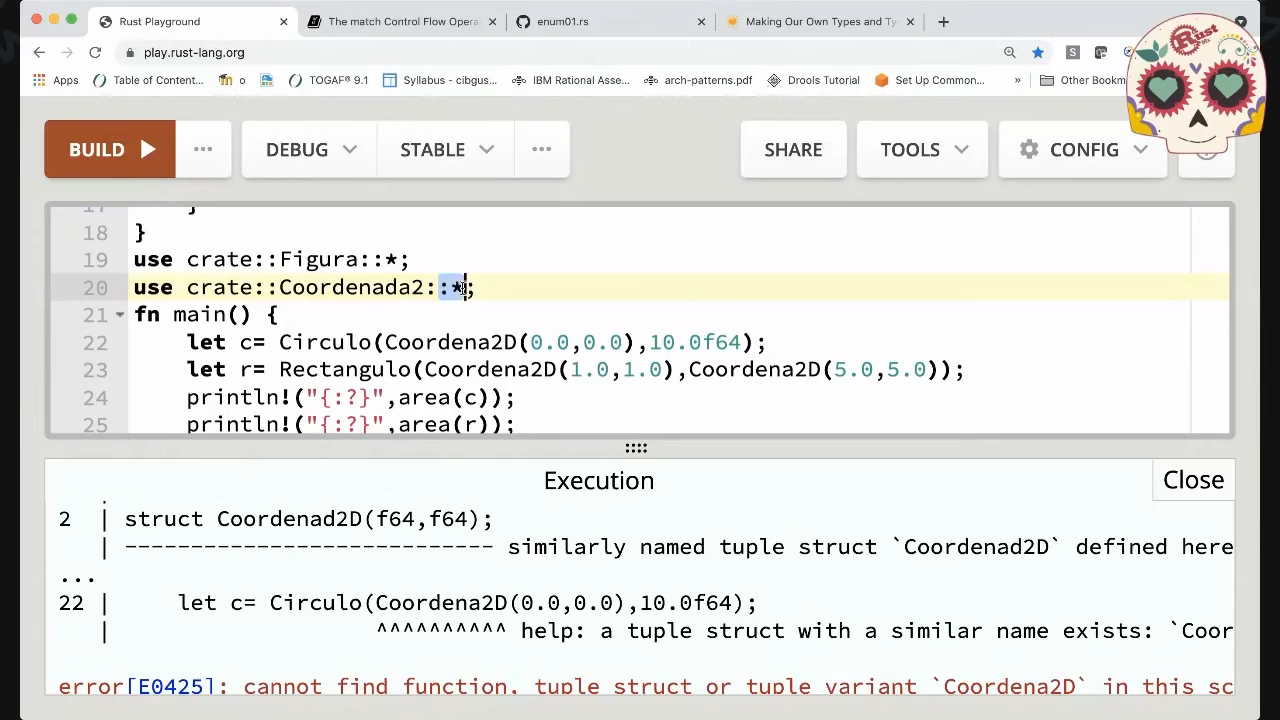 Rust Playground
The match Control Flow Opera
enum01.rs
Making Our Own Types and Ty
play.rust-lang.org
S
Apps
Table of Content...
o
TOGAF® 9.1
Syllabus - cibgus...
IBM Rational Asse...
arch-patterns.pdf
Drools Tutorial
Set Up Common...
»
Other Bookm
Rust
BUILD
DEBUG
STABLE
SHARE
TOOLS
CONFIG
17 }
18 }
19 use crate::Figura::*;
20 use crate::Coordenada2::*;
21 fn main() {
22 let c= Circulo(Coordena2D(0.0,0.0),10.0f64);
23 let r= Rectangulo(Coordena2D(1.0,1.0),Coordena2D(5.0,5.0));
24 println!("{:?}",area(c));
25 println!("{:?}",area(r));
Execution
Close
2 | struct Coordenad2D(f64,f64);
| ---------------------------- similarly named tuple struct `Coordenad2D` defined here
...
22 | let c= Circulo(Coordena2D(0.0,0.0),10.0f64);
| ^^^^^^^^^^ help: a tuple struct with a similar name exists: `Coor
error[E0425]: cannot find function, tuple struct or tuple variant `Coordena2D` in this sc